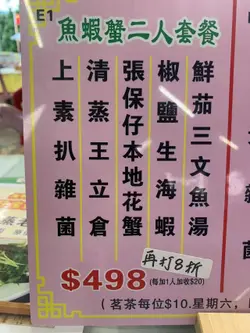 E1
魚蝦蟹二人套餐
鮮茄三文魚湯
椒鹽生海蝦
張保仔本地花蟹
清蒸王立倉
上素扒雜菌
再打8折
$498 (每加1人加收$20)
(茗茶每位$10.星期六，